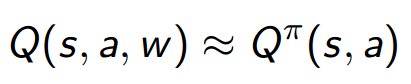 Q(s, a, w) ≈ Q^π(s, a)